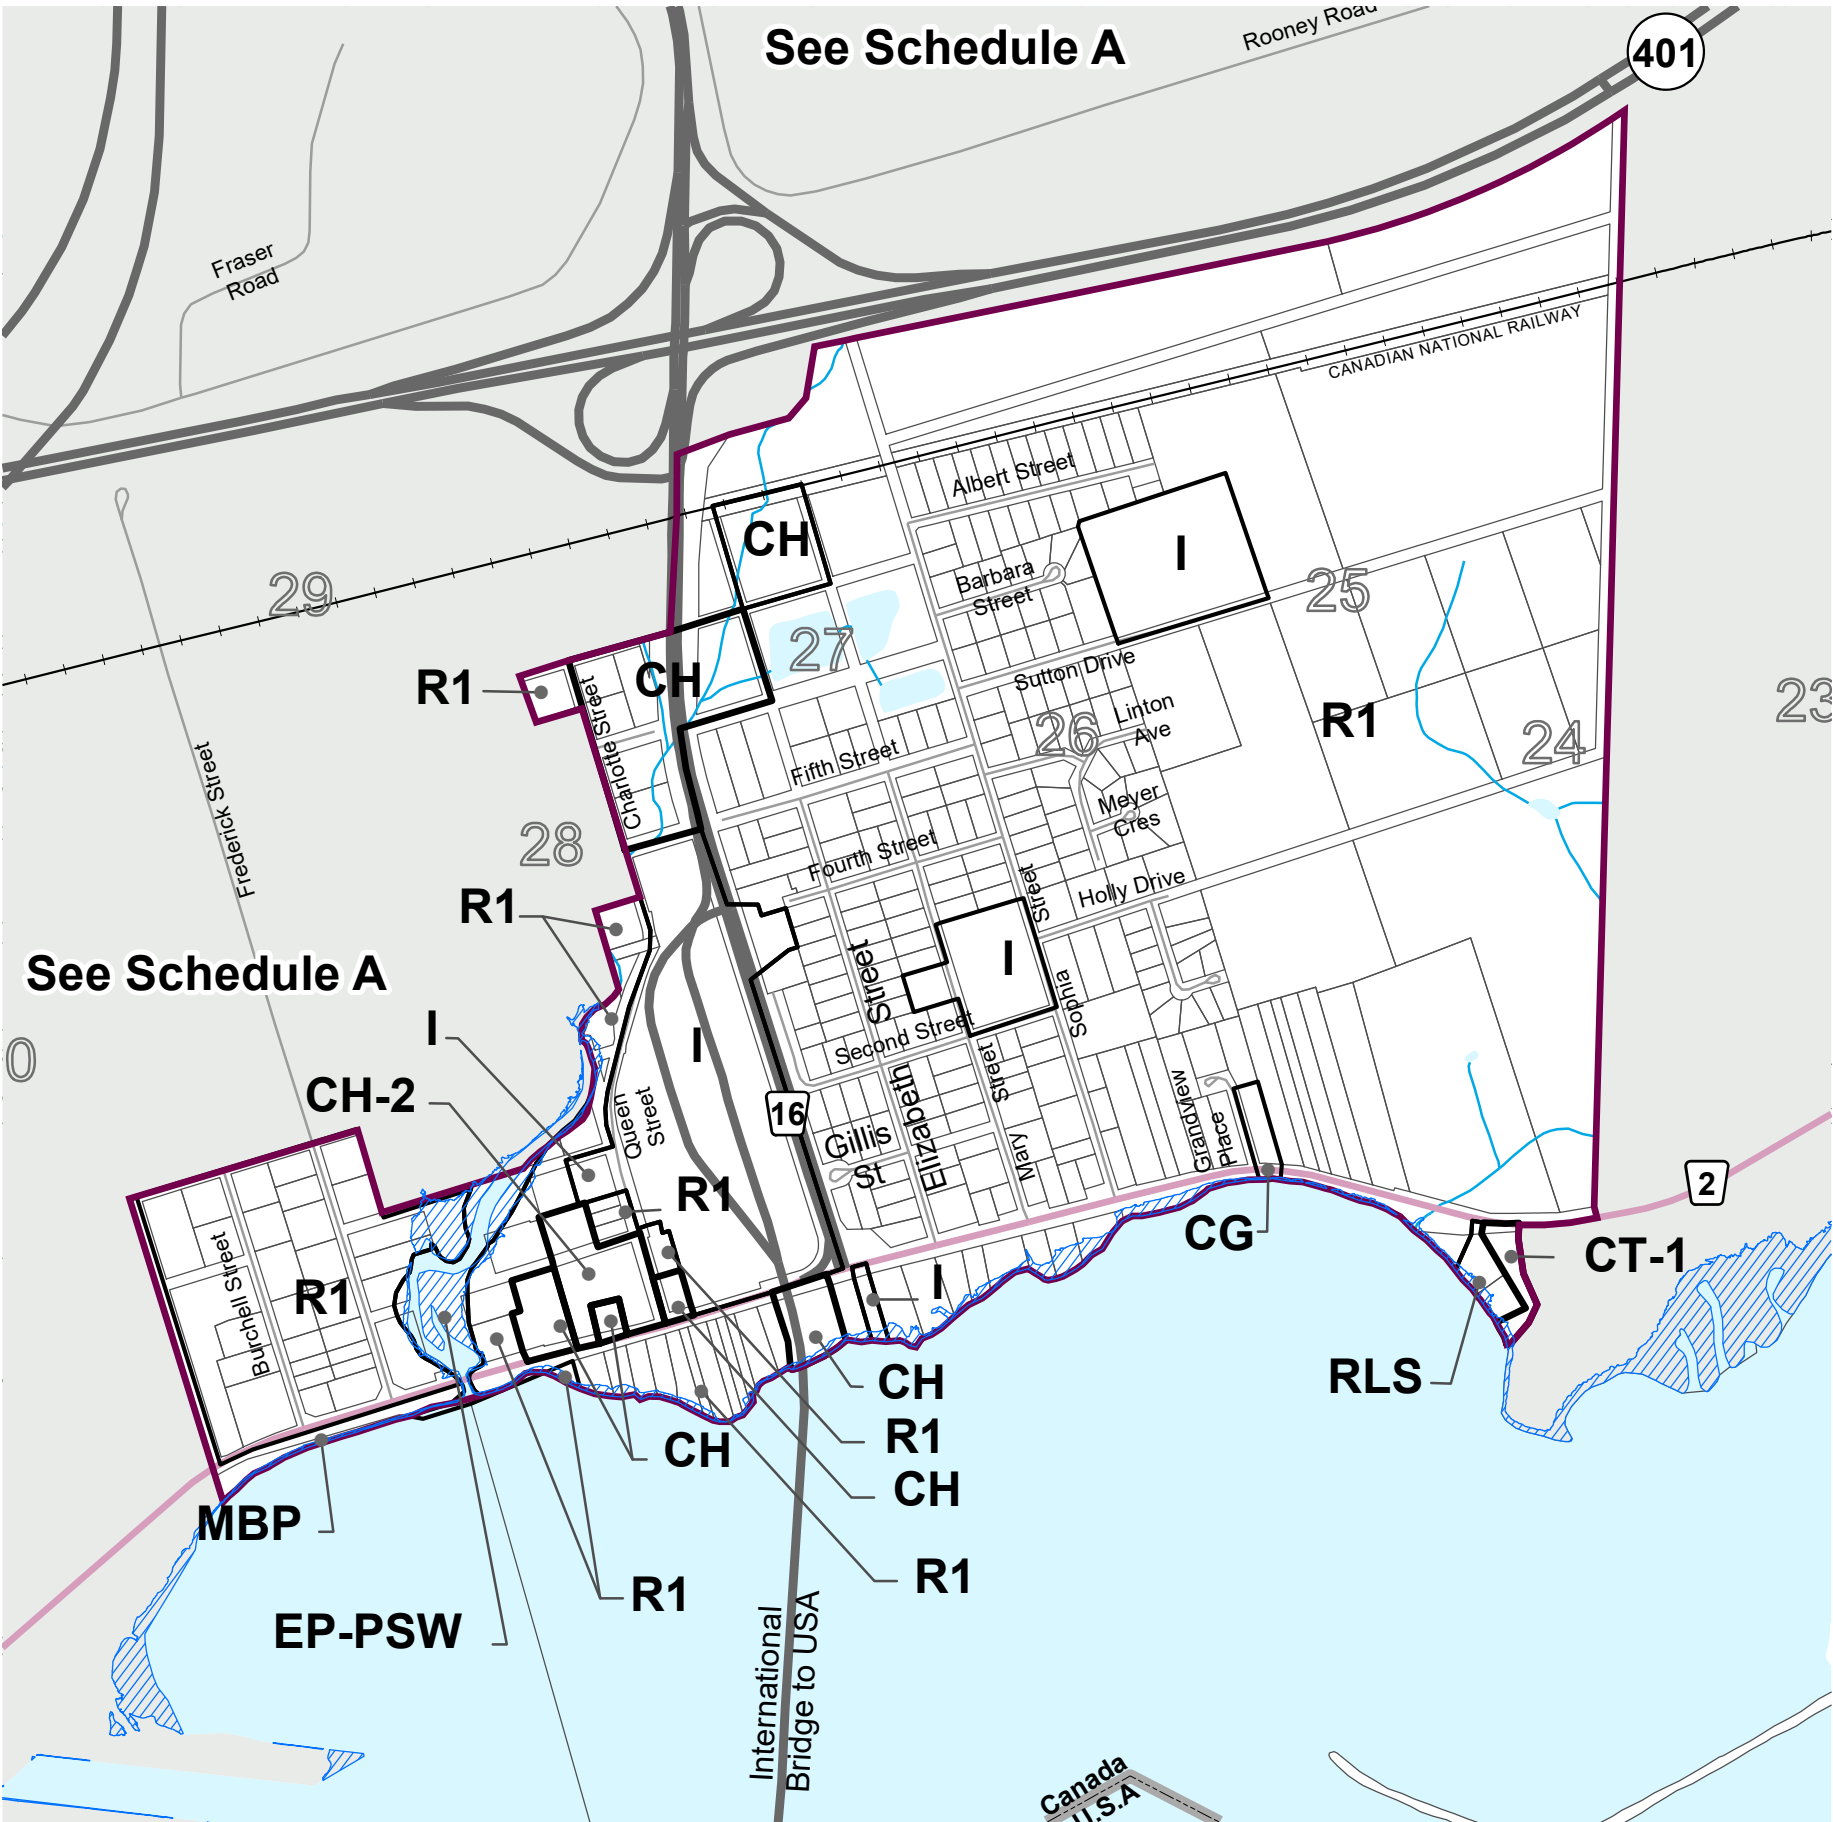 See Schedule A
Rooney Road
401
Fraser
Road
CANADIAN NATIONAL RAILWAY
Albert Street
CH
I
29
Barbara
Street
25
27
R1
CH
Sutton Drive
Charlotte Street
Linton
Ave
26
R1
24
23
Frederick Street
Fifth Street
Meyer
Cres
28
Fourth Street
Holly Drive
R1
Street
See Schedule A
Street
I
Sophia
Second Street
I
I
0
CH-2
Queen
Street
16
Gillis
St
Elizabeth
Street
Mary
Grandview
Place
R1
2
CG
CT-1
Burchell Street
R1
I
RLS
CH
R1
CH
CH
MBP
R1
R1
EP-PSW
International
Bridge to USA
Canada
U.S.A